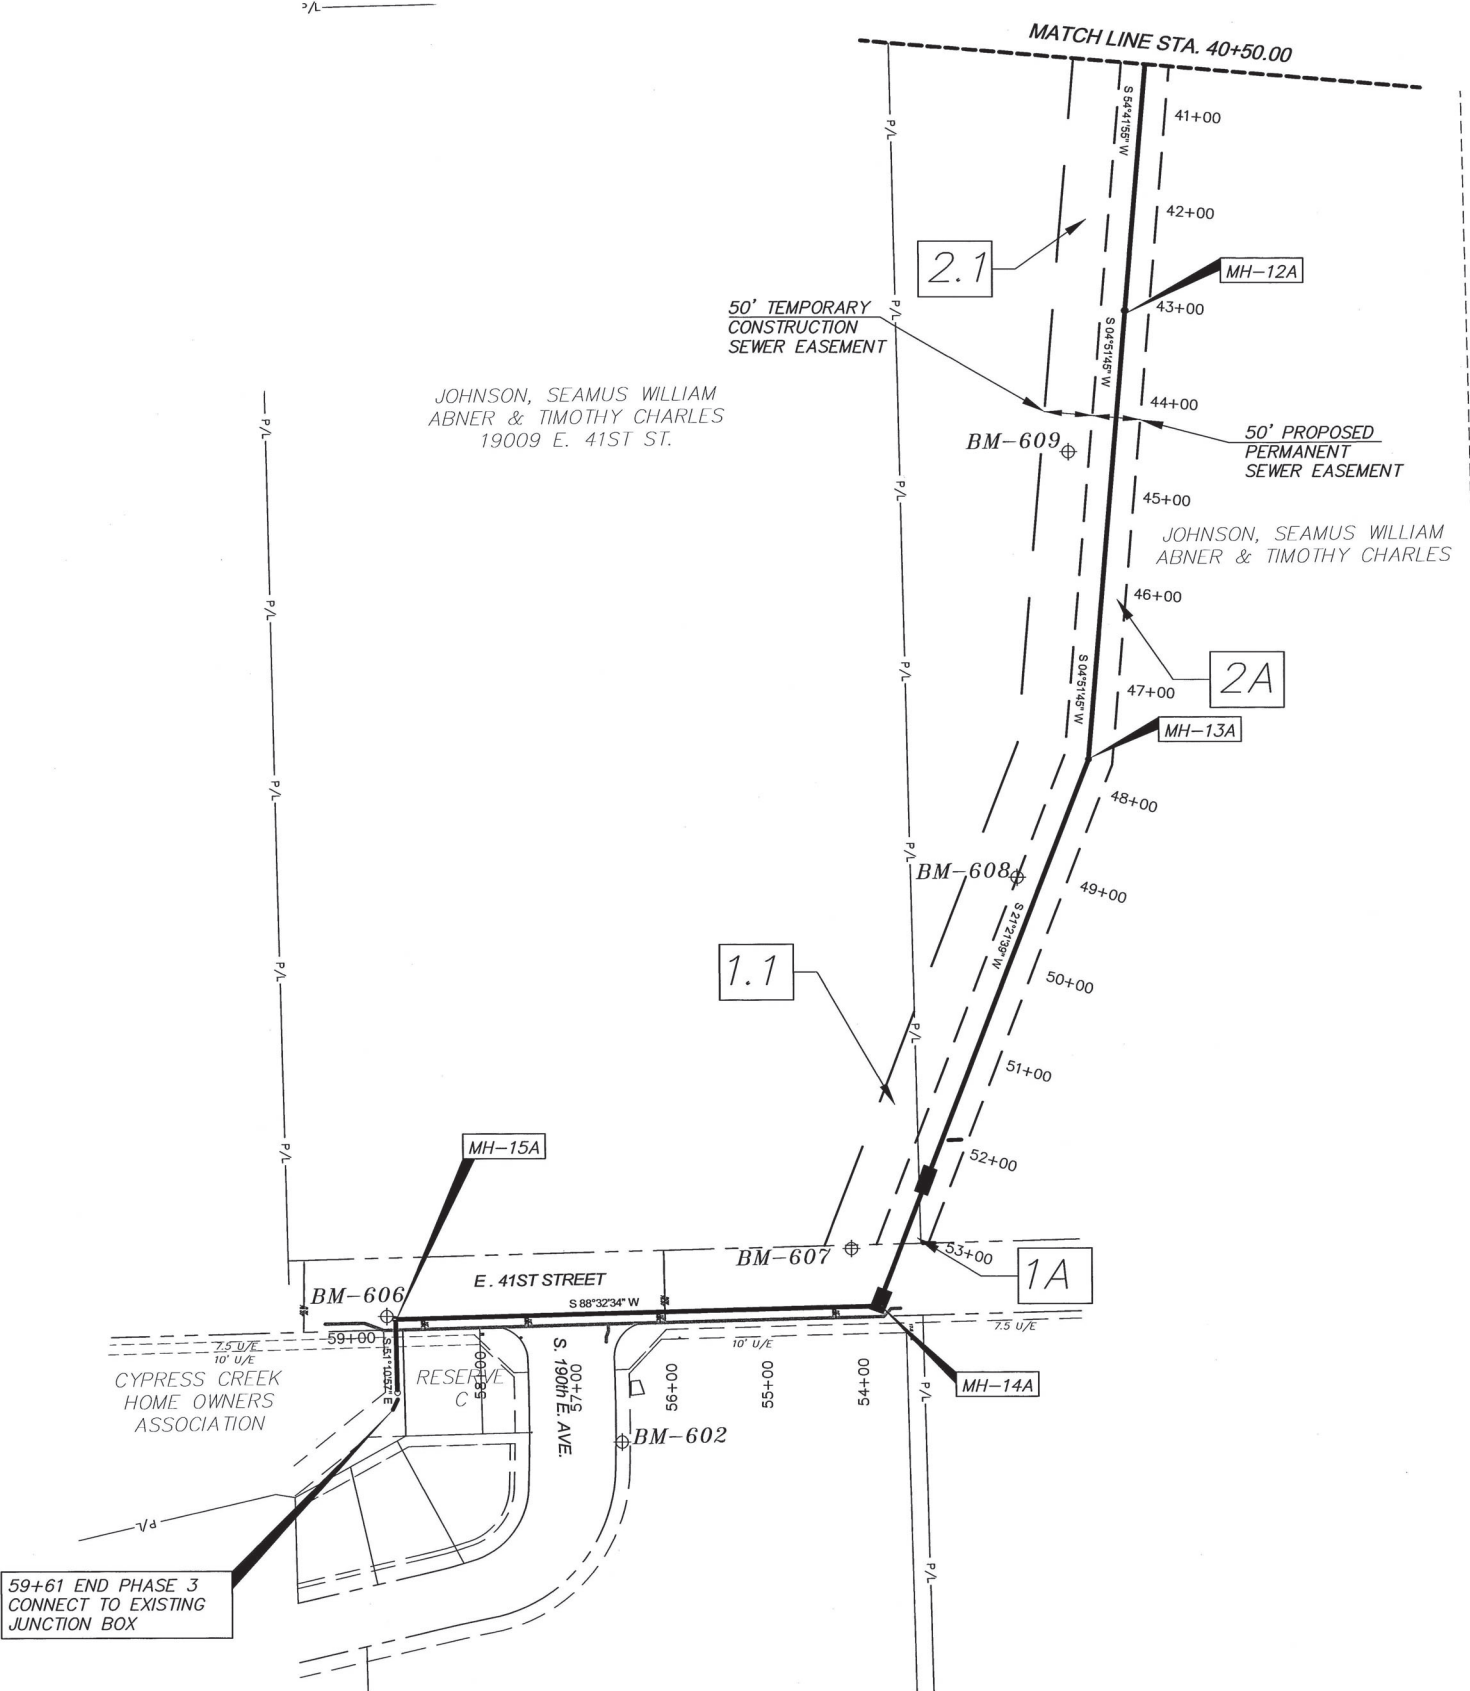 P/L
MATCH LINE STA. 40+50.00
S 54°41'55" W
41+00
P/L
42+00
2.1
MH-12A
43+00
50' TEMPORARY
CONSTRUCTION
SEWER EASEMENT
P/L
S 04°51'45" W
JOHNSON, SEAMUS WILLIAM
ABNER & TIMOTHY CHARLES
19009 E. 41ST ST.
44+00
50' PROPOSED
PERMANENT
SEWER EASEMENT
P/L
BM-609
P/L
45+00
JOHNSON, SEAMUS WILLIAM
ABNER & TIMOTHY CHARLES
46+00
P/L
P/L
S 04°51'45" W
2A
47+00
MH-13A
P/L
48+00
P/L
BM-608
49+00
S 21°21'39" W
1.1
P/L
50+00
P/L
51+00
MH-15A
P/L
52+00
BM-607
53+00
1A
E. 41ST STREET
S 88°32'34" W
BM-606
59+00
7.5 U/E
10' U/E
7.5 U/E
10' U/E
S 51°10'57" E
CYPRESS CREEK
HOME OWNERS
ASSOCIATION
RESERVE
C
58+00
S. 190th E. AVE.
57+00
56+00
55+00
54+00
MH-14A
P/L
BM-602
P/L
P/L
59+61 END PHASE 3
CONNECT TO EXISTING
JUNCTION BOX